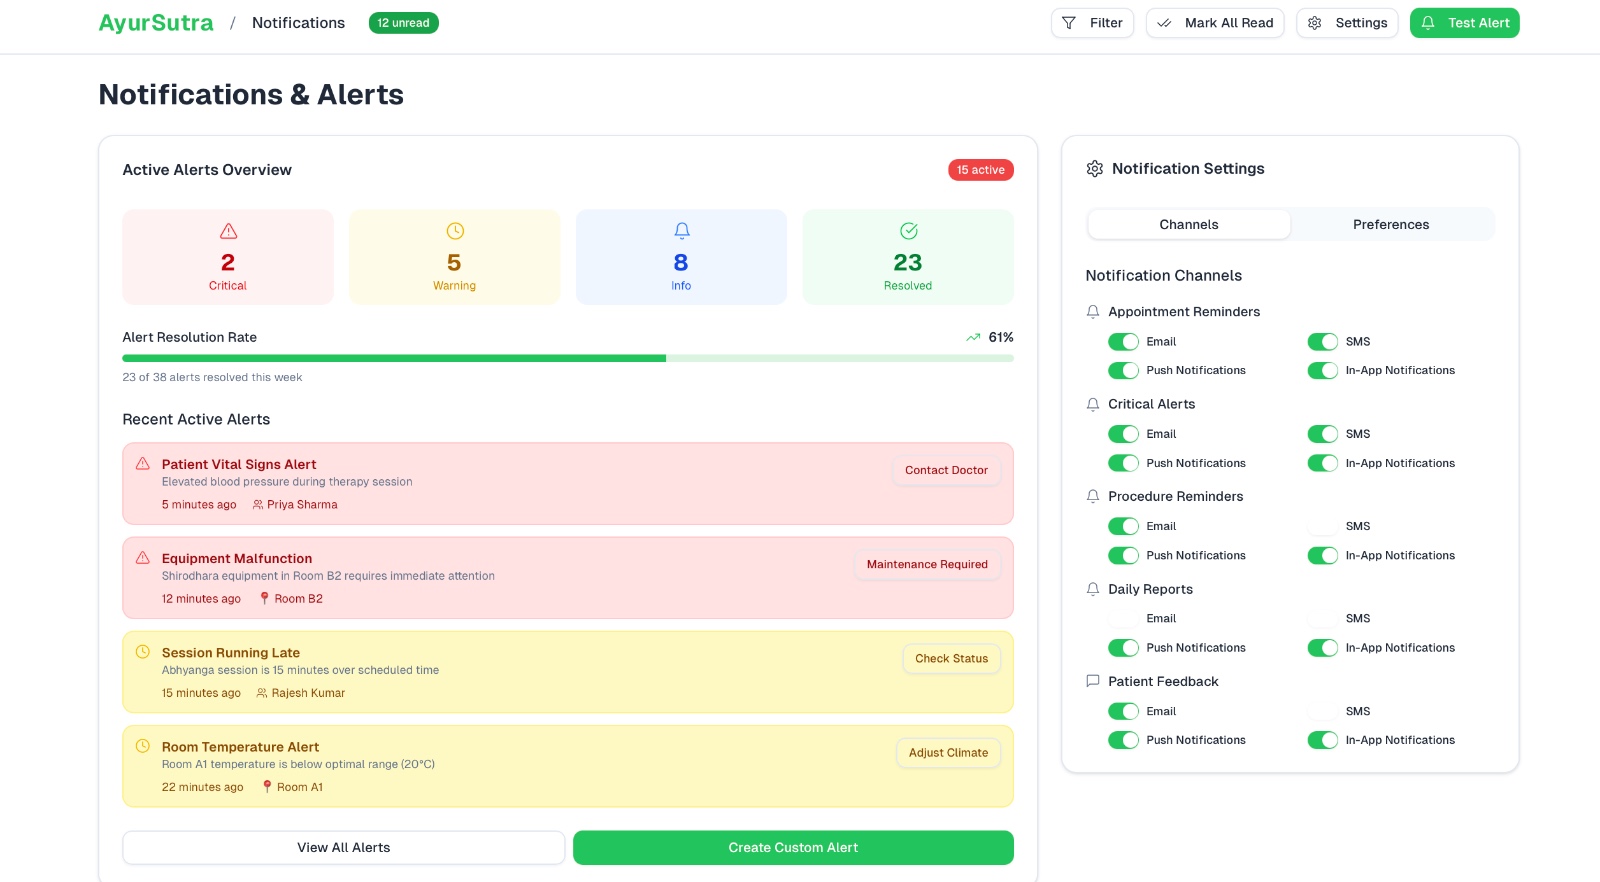 AyurSutra / Notifications 12 unread Filter Mark All Read Settings Test Alert
Notifications & Alerts
Active Alerts Overview 15 active
2
Critical
5
Warning
8
Info
23
Resolved
Alert Resolution Rate 61%
23 of 38 alerts resolved this week
Recent Active Alerts
Patient Vital Signs Alert
Elevated blood pressure during therapy session
5 minutes ago Priya Sharma
Contact Doctor
Equipment Malfunction
Shirodhara equipment in Room B2 requires immediate attention
12 minutes ago Room B2
Maintenance Required
Session Running Late
Abhyanga session is 15 minutes over scheduled time
15 minutes ago Rajesh Kumar
Check Status
Room Temperature Alert
Room A1 temperature is below optimal range (20°C)
22 minutes ago Room A1
Adjust Climate
View All Alerts Create Custom Alert
Notification Settings
Channels Preferences
Notification Channels
Appointment Reminders
Email SMS
Push Notifications In-App Notifications
Critical Alerts
Email SMS
Push Notifications In-App Notifications
Procedure Reminders
Email SMS
Push Notifications In-App Notifications
Daily Reports
Email SMS
Push Notifications In-App Notifications
Patient Feedback
Email SMS
Push Notifications In-App Notifications